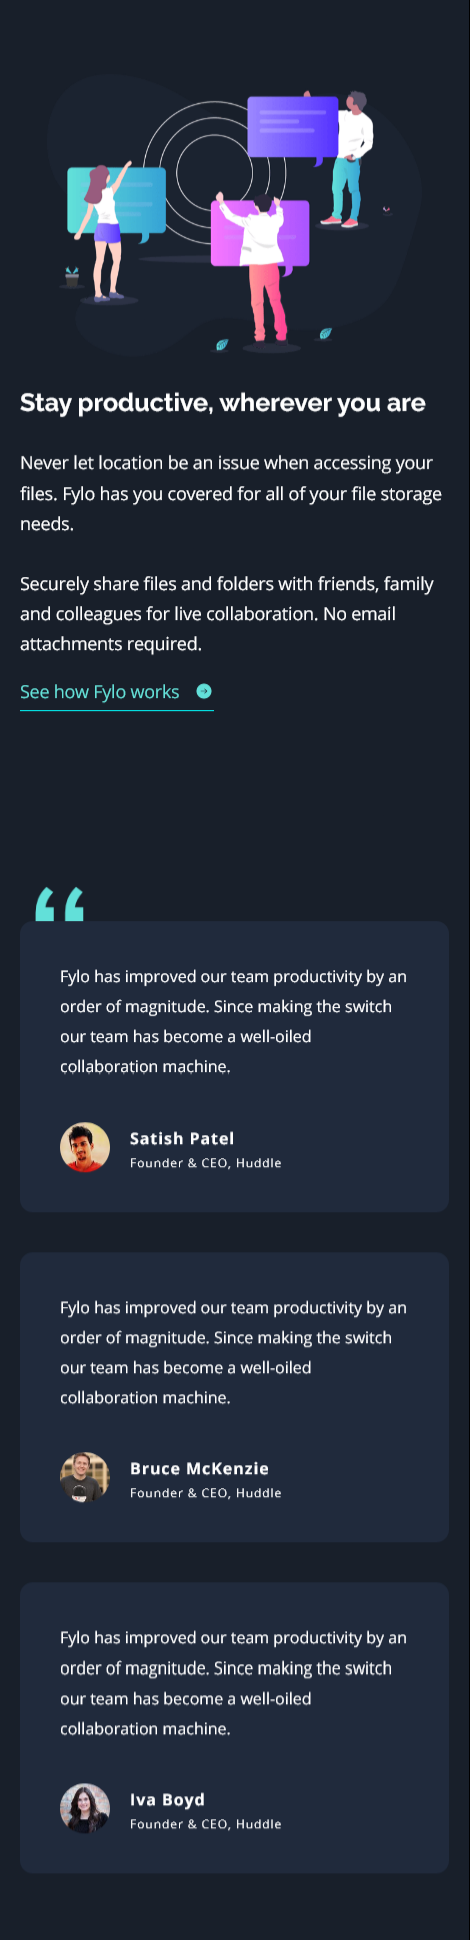 Stay productive, wherever you are
Never let location be an issue when accessing your
files. Fylo has you covered for all of your file storage
needs.
Securely share files and folders with friends, family
and colleagues for live collaboration. No email
attachments required.
See how Fylo works
“
Fylo has improved our team productivity by an
order of magnitude. Since making the switch
our team has become a well-oiled
collaboration machine.
Satish Patel
Founder & CEO, Huddle
Fylo has improved our team productivity by an
order of magnitude. Since making the switch
our team has become a well-oiled
collaboration machine.
Bruce McKenzie
Founder & CEO, Huddle
Fylo has improved our team productivity by an
order of magnitude. Since making the switch
our team has become a well-oiled
collaboration machine.
Iva Boyd
Founder & CEO, Huddle